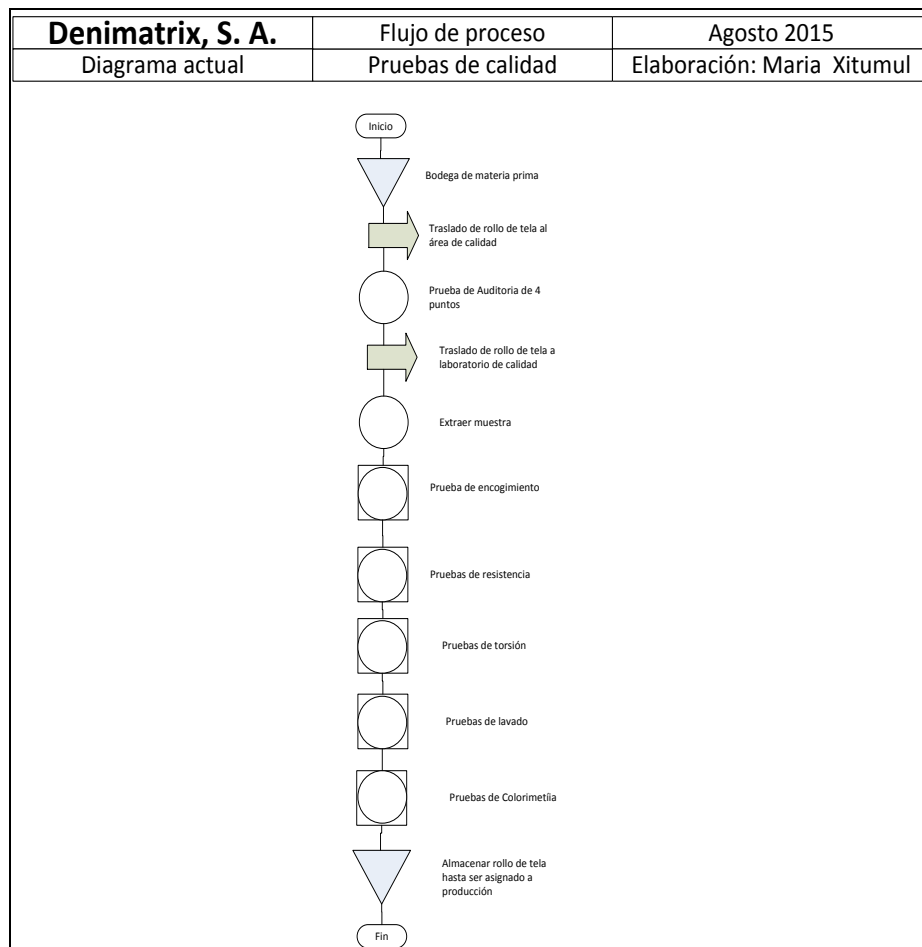 Denimatrix, S. A.
Flujo de proceso
Agosto 2015
Diagrama actual
Pruebas de calidad
Elaboración: Maria Xitumul
Inicio
Bodega de materia prima
Traslado de rollo de tela al
área de calidad
Prueba de Auditoria de 4
puntos
Traslado de rollo de tela a
laboratorio de calidad
Extraer muestra
Prueba de encogimiento
Pruebas de resistencia
Pruebas de torsión
Pruebas de lavado
Pruebas de Colorimetíia
Almacenar rollo de tela
hasta ser asignado a
producción
Fin